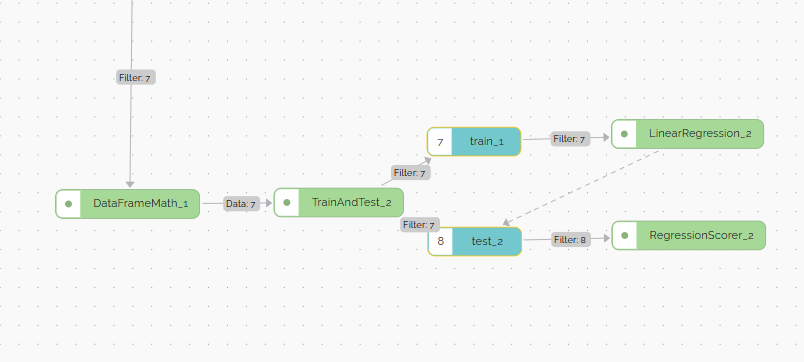 Filter: 7
7
train_1
Filter: 7
LinearRegression_2
Filter: 7
DataFrameMath_1
Data: 7
TrainAndTest_2
Filter: 7
8
test_2
Filter: 8
RegressionScorer_2